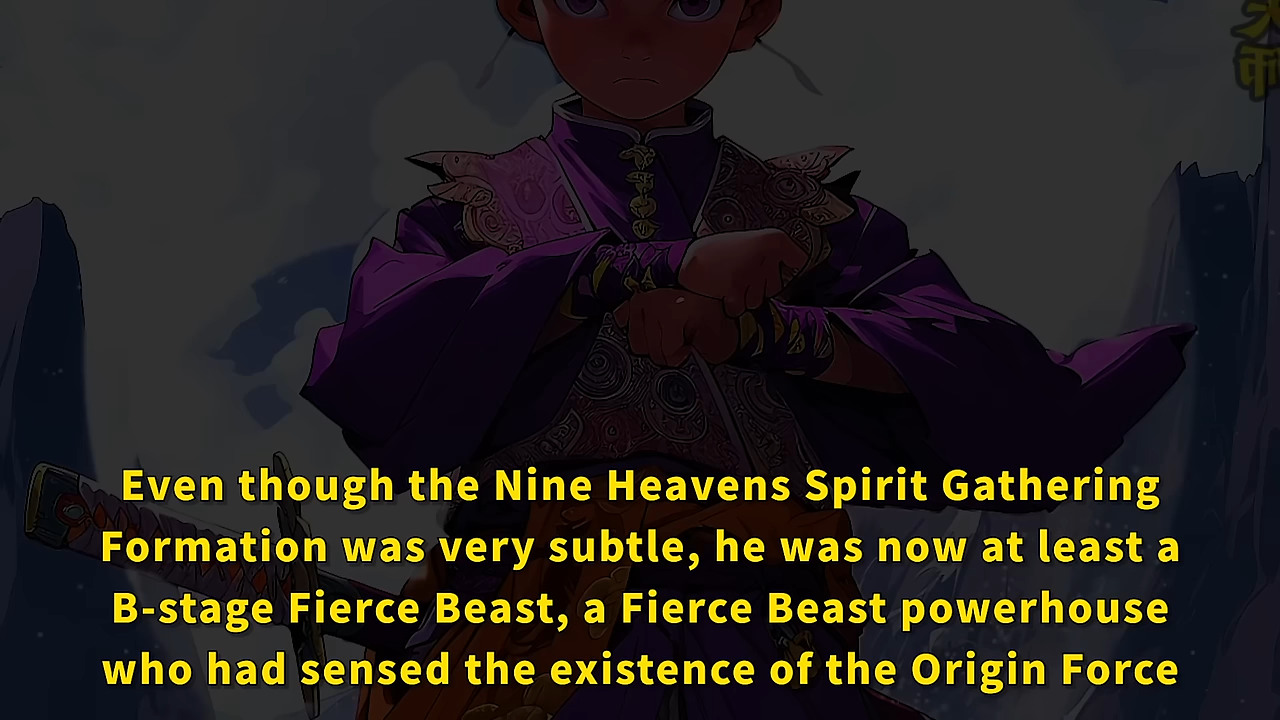 Even though the Nine Heavens Spirit Gathering
Formation was very subtle, he was now at least a
B-stage Fierce Beast, a Fierce Beast powerhouse
who had sensed the existence of the Origin Force